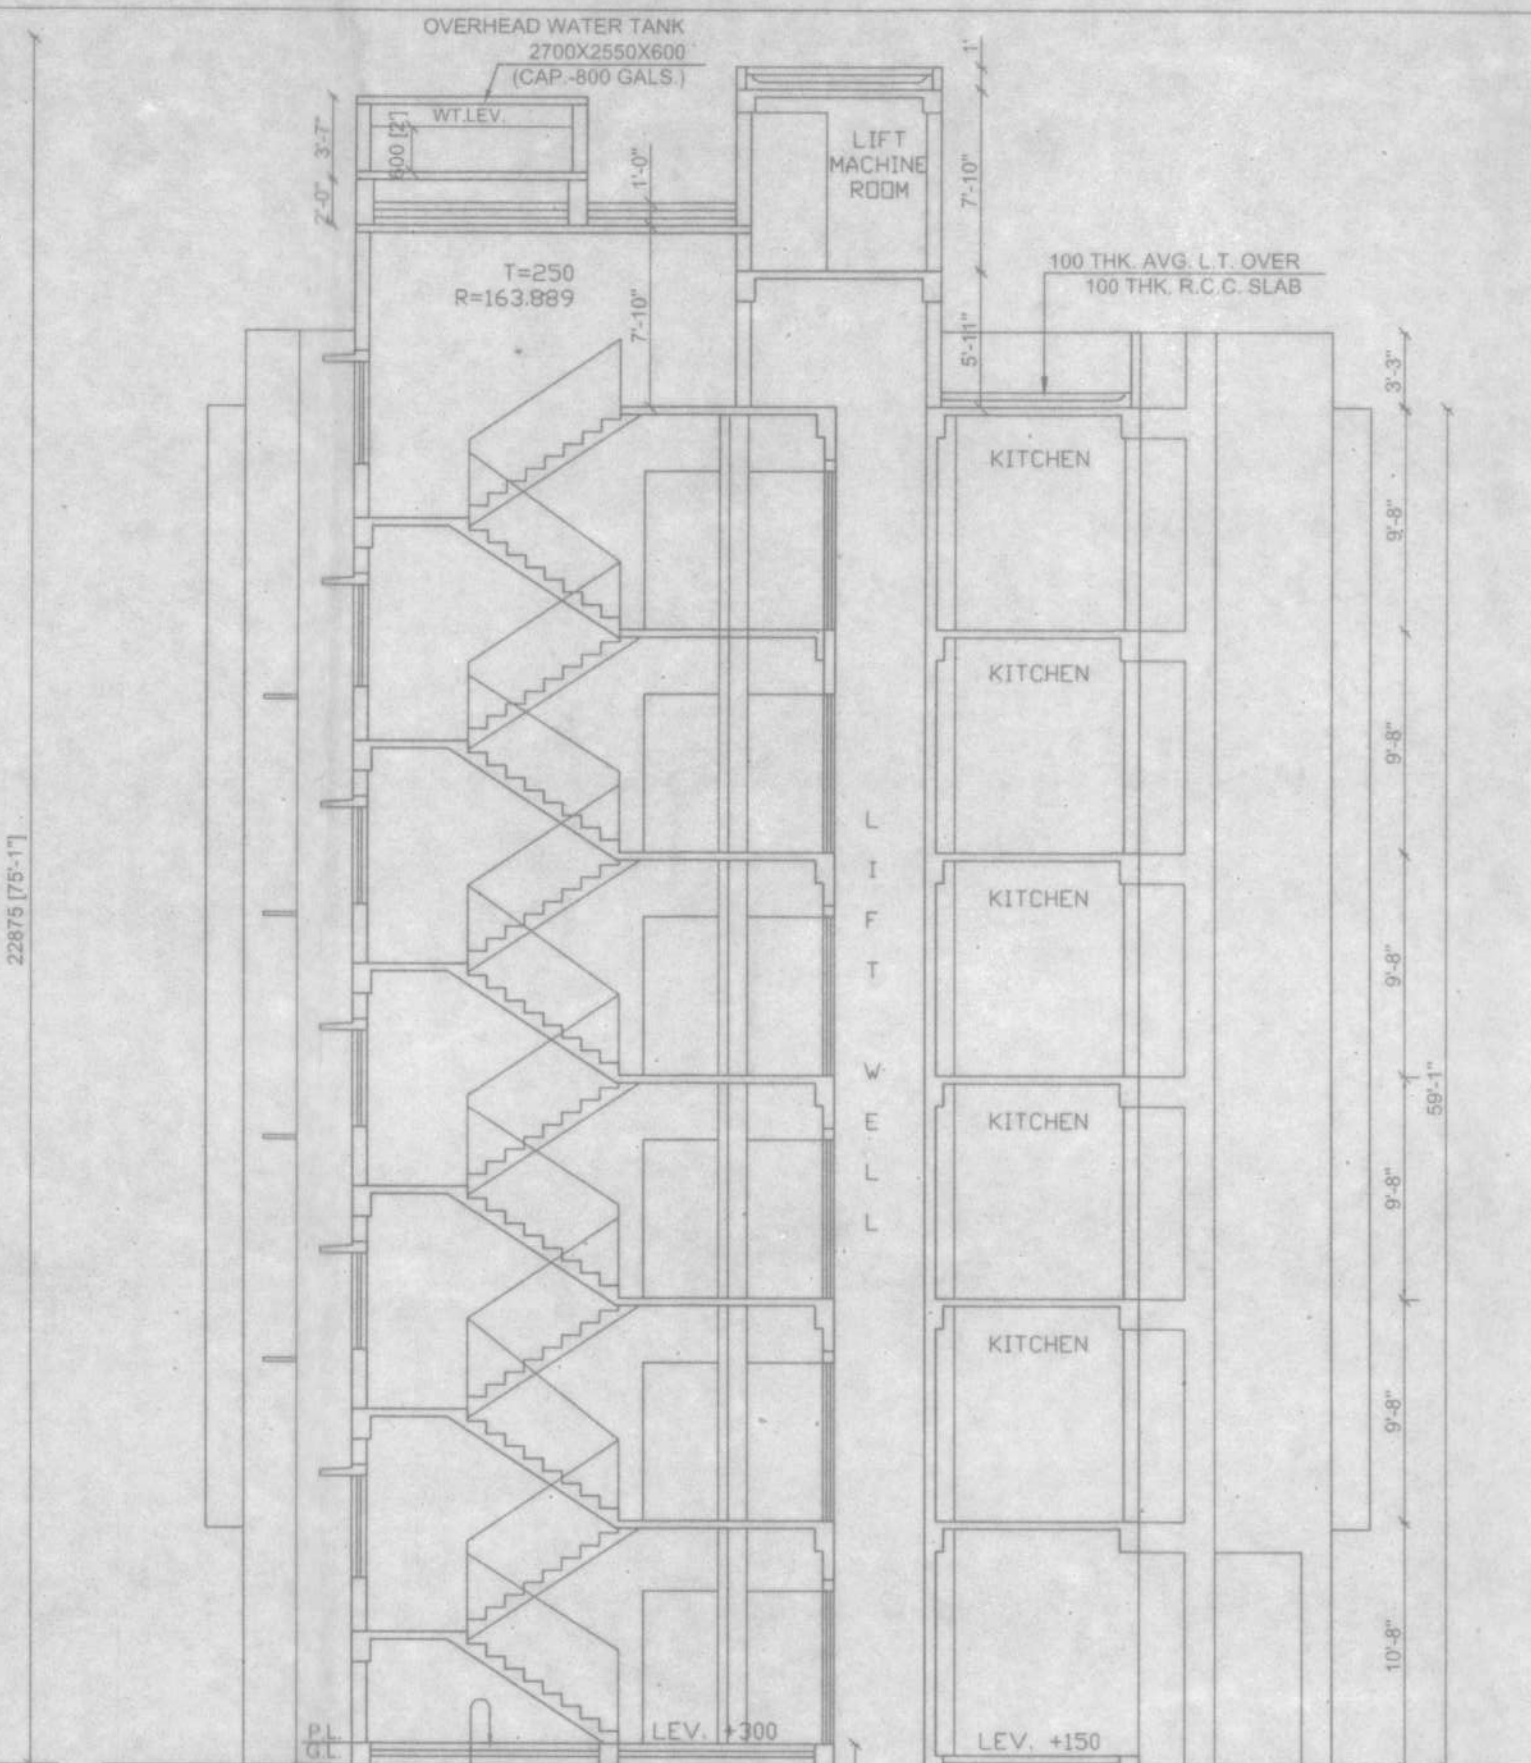 OVERHEAD WATER TANK
2700X2550X600
(CAP.-800 GALS.)
WT.LEV.
600 [2']
3'-7"
2'-0"
1'-0"
1'
LIFT
MACHINE
ROOM
7'-10"
T=250
R=163.889
7'-10"
100 THK. AVG. L.T. OVER
100 THK. R.C.C. SLAB
5'-11"
3'-3"
KITCHEN
9'-8"
KITCHEN
9'-8"
22875 [75'-1"]
LIFT WELL
KITCHEN
9'-8"
59'-1"
KITCHEN
9'-8"
KITCHEN
9'-8"
10'-8"
P.L.
G.L.
LEV. +300
LEV. +150